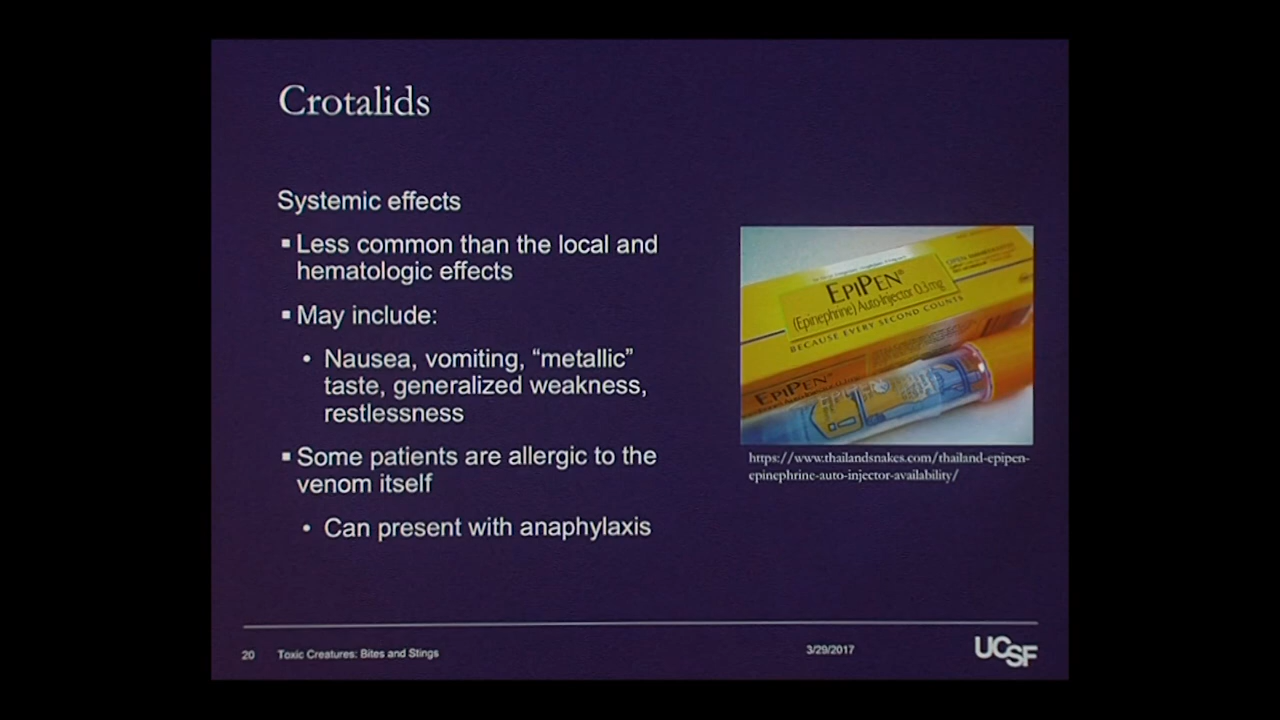 Crotalids
Systemic effects
▪ Less common than the local and
hematologic effects
▪ May include:
• Nausea, vomiting, “metallic”
taste, generalized weakness,
restlessness
▪ Some patients are allergic to the
venom itself
• Can present with anaphylaxis
EPIPEN®
(Epinephrine) Auto-Injector 0.3mg
BECAUSE EVERY SECOND COUNTS
EPIPEN
https://www.thailandsnakes.com/thailand-epipen-
epinephrine-auto-injector-availability/
20 Toxic Creatures: Bites and Stings 3/29/2017 UCSF